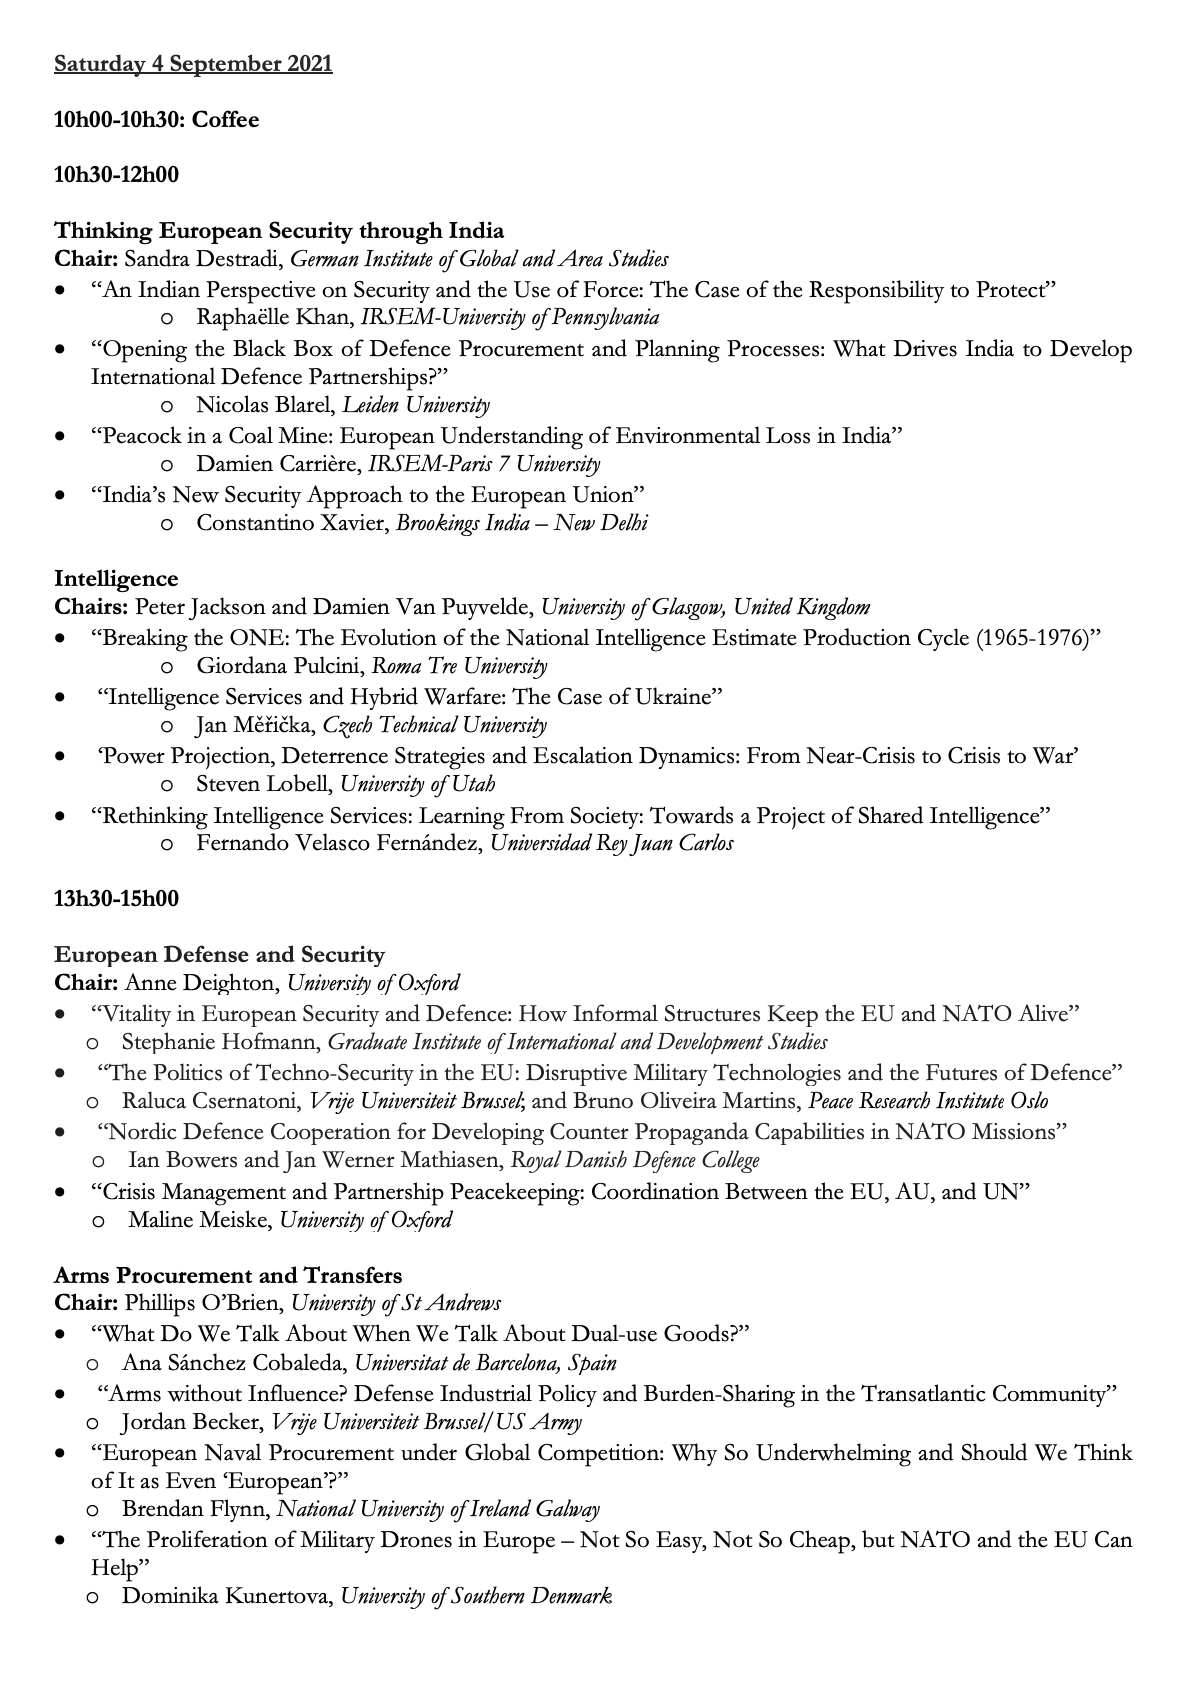 Saturday 4 September 2021
10h00-10h30: Coffee
10h30-12h00
Thinking European Security through India
Chair: Sandra Destradi, German Institute of Global and Area Studies
• “An Indian Perspective on Security and the Use of Force: The Case of the Responsibility to Protect”
o Raphaëlle Khan, IRSEM-University of Pennsylvania
• “Opening the Black Box of Defence Procurement and Planning Processes: What Drives India to Develop
International Defence Partnerships?”
o Nicolas Blarel, Leiden University
• “Peacock in a Coal Mine: European Understanding of Environmental Loss in India”
o Damien Carrière, IRSEM-Paris 7 University
• “India’s New Security Approach to the European Union”
o Constantino Xavier, Brookings India – New Delhi
Intelligence
Chairs: Peter Jackson and Damien Van Puyvelde, University of Glasgow, United Kingdom
• “Breaking the ONE: The Evolution of the National Intelligence Estimate Production Cycle (1965-1976)”
o Giordana Pulcini, Roma Tre University
• “Intelligence Services and Hybrid Warfare: The Case of Ukraine”
o Jan Měřička, Czech Technical University
• ‘Power Projection, Deterrence Strategies and Escalation Dynamics: From Near-Crisis to Crisis to War’
o Steven Lobell, University of Utah
• “Rethinking Intelligence Services: Learning From Society: Towards a Project of Shared Intelligence”
o Fernando Velasco Fernández, Universidad Rey Juan Carlos
13h30-15h00
European Defense and Security
Chair: Anne Deighton, University of Oxford
• “Vitality in European Security and Defence: How Informal Structures Keep the EU and NATO Alive”
o Stephanie Hofmann, Graduate Institute of International and Development Studies
• “The Politics of Techno-Security in the EU: Disruptive Military Technologies and the Futures of Defence”
o Raluca Csernatoni, Vrije Universiteit Brussel; and Bruno Oliveira Martins, Peace Research Institute Oslo
• “Nordic Defence Cooperation for Developing Counter Propaganda Capabilities in NATO Missions”
o Ian Bowers and Jan Werner Mathiasen, Royal Danish Defence College
• “Crisis Management and Partnership Peacekeeping: Coordination Between the EU, AU, and UN”
o Maline Meiske, University of Oxford
Arms Procurement and Transfers
Chair: Phillips O’Brien, University of St Andrews
• “What Do We Talk About When We Talk About Dual-use Goods?”
o Ana Sánchez Cobaleda, Universitat de Barcelona, Spain
• “Arms without Influence? Defense Industrial Policy and Burden-Sharing in the Transatlantic Community”
o Jordan Becker, Vrije Universiteit Brussel/US Army
• “European Naval Procurement under Global Competition: Why So Underwhelming and Should We Think
of It as Even ‘European’?”
o Brendan Flynn, National University of Ireland Galway
• “The Proliferation of Military Drones in Europe – Not So Easy, Not So Cheap, but NATO and the EU Can
Help”
o Dominika Kunertova, University of Southern Denmark